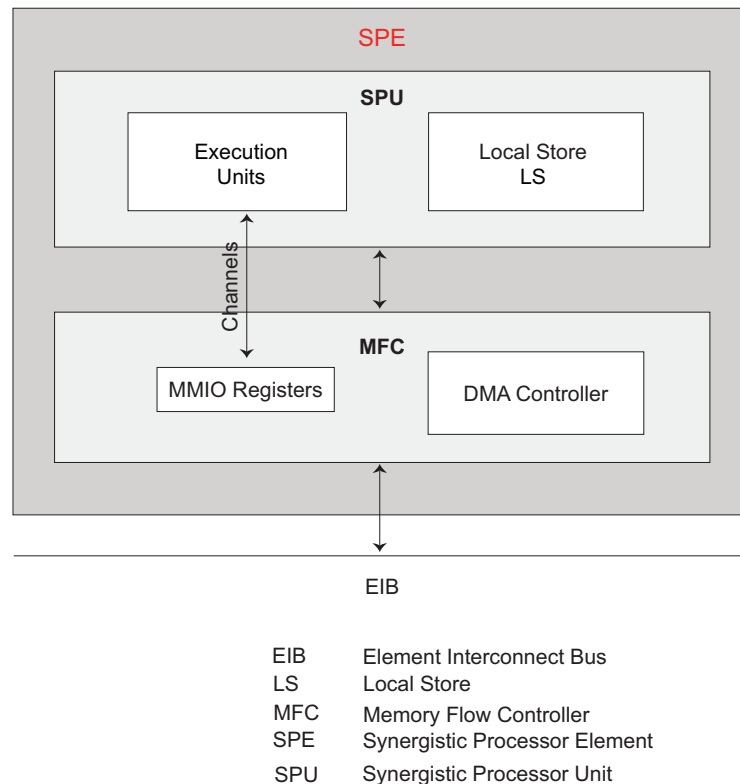 SPE
SPU
Execution
Units
Local Store
LS
Channels
MFC
MMIO Registers
DMA Controller
EIB
EIB Element Interconnect Bus
LS Local Store
MFC Memory Flow Controller
SPE Synergistic Processor Element
SPU Synergistic Processor Unit